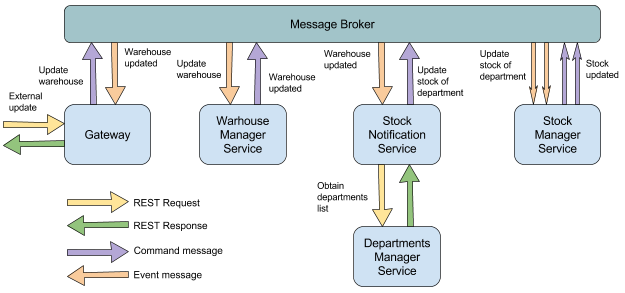 Message Broker
Update
warehouse
Warehouse
updated
Update
warehouse
Warehouse
updated
Warehouse
updated
Update
stock of
department
Update
stock of
department
Stock
updated
External
update
Gateway
Warhouse
Manager
Service
Stock
Notification
Service
Stock
Manager
Service
Obtain
departments
list
Departments
Manager
Service
REST Request
REST Response
Command message
Event message